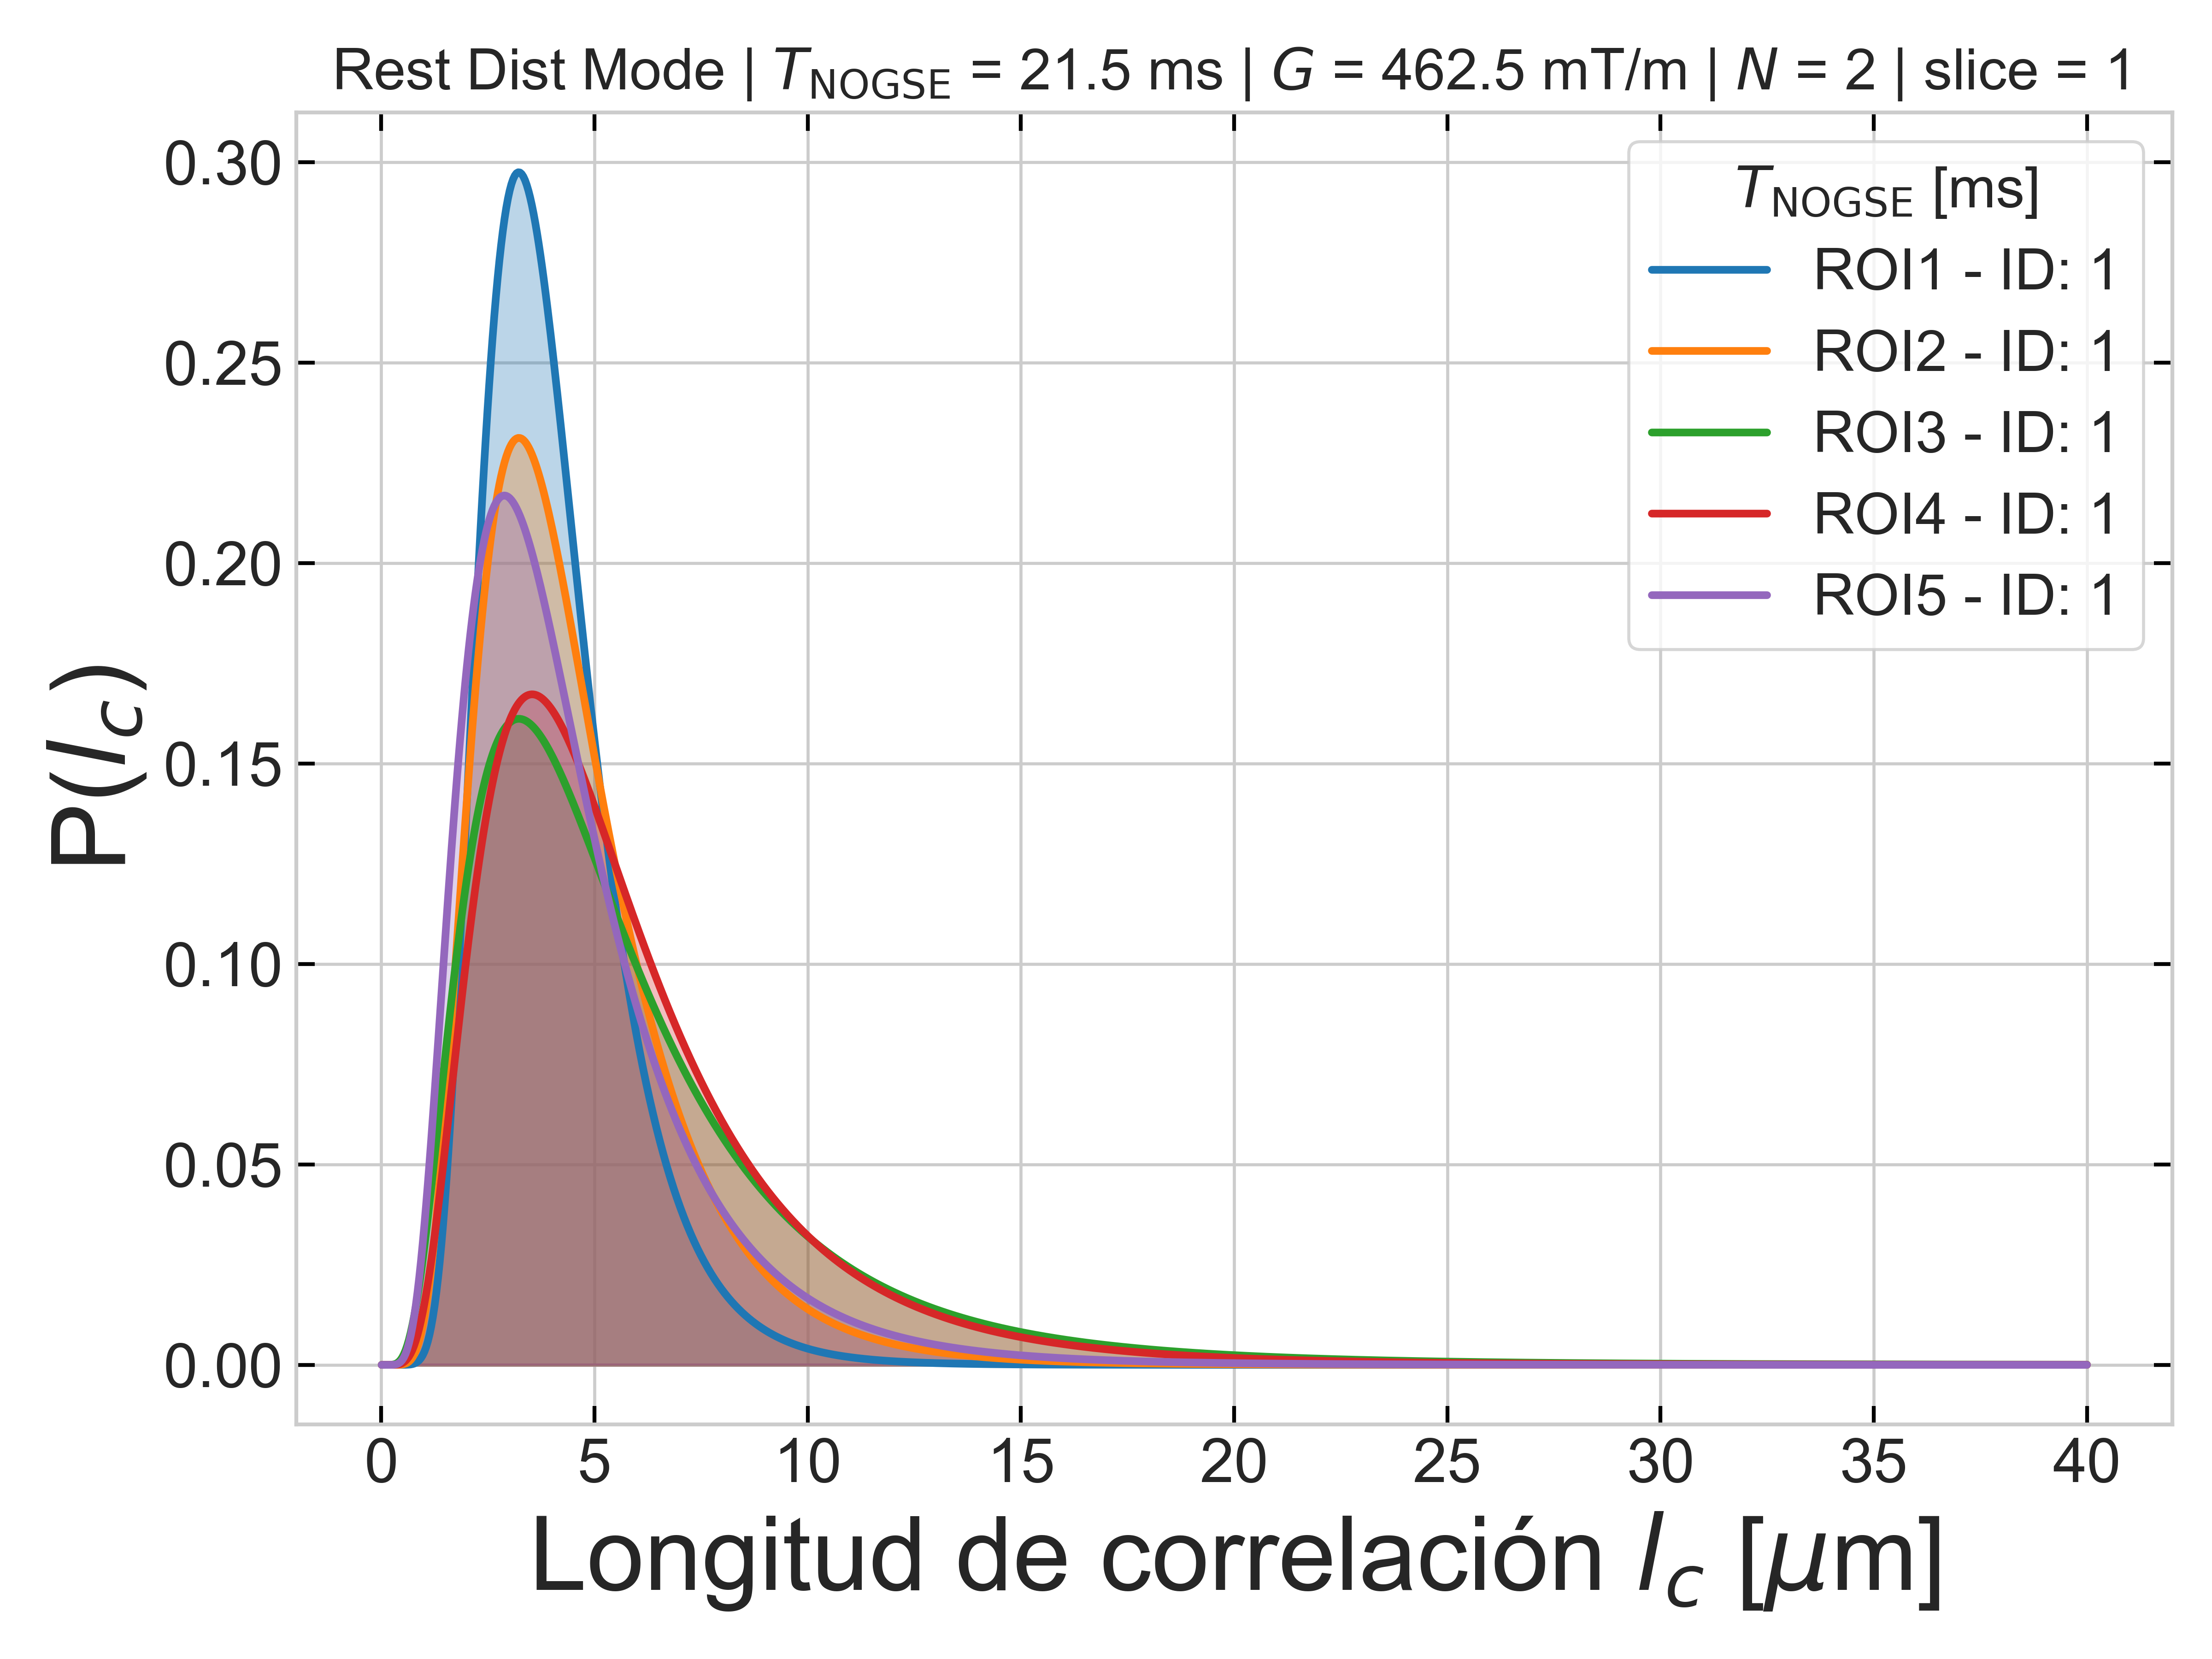 Rest Dist Mode | T_NOGSE = 21.5 ms | G = 462.5 mT/m | N = 2 | slice = 1
P(l_c)
0.30
0.25
0.20
0.15
0.10
0.05
0.00
T_NOGSE [ms]
ROI1 - ID: 1
ROI2 - ID: 1
ROI3 - ID: 1
ROI4 - ID: 1
ROI5 - ID: 1
0 5 10 15 20 25 30 35 40
Longitud de correlación l_c [μm]